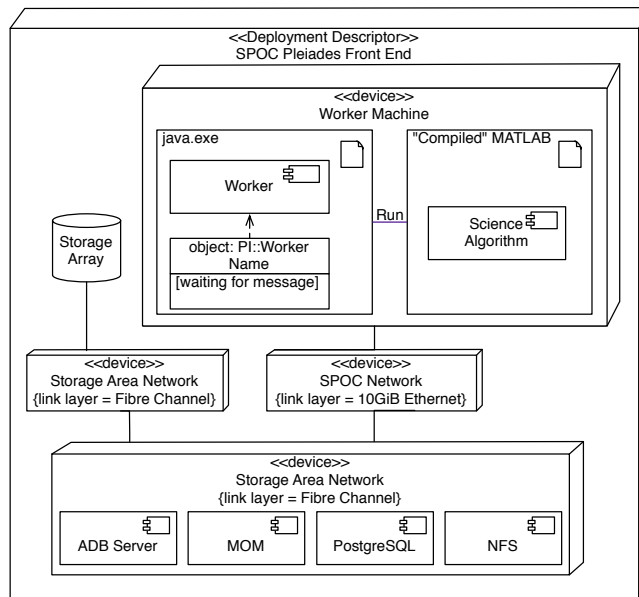 <<Deployment Descriptor>>
SPOC Pleiades Front End
<<device>>
Worker Machine
java.exe
"Compiled" MATLAB
Worker
Run
object: PI::Worker
Name
[waiting for message]
Science
Algorithm
Storage
Array
<<device>>
Storage Area Network
{link layer = Fibre Channel}
<<device>>
SPOC Network
{link layer = 10GiB Ethernet}
<<device>>
Storage Area Network
{link layer = Fibre Channel}
ADB Server
MOM
PostgreSQL
NFS